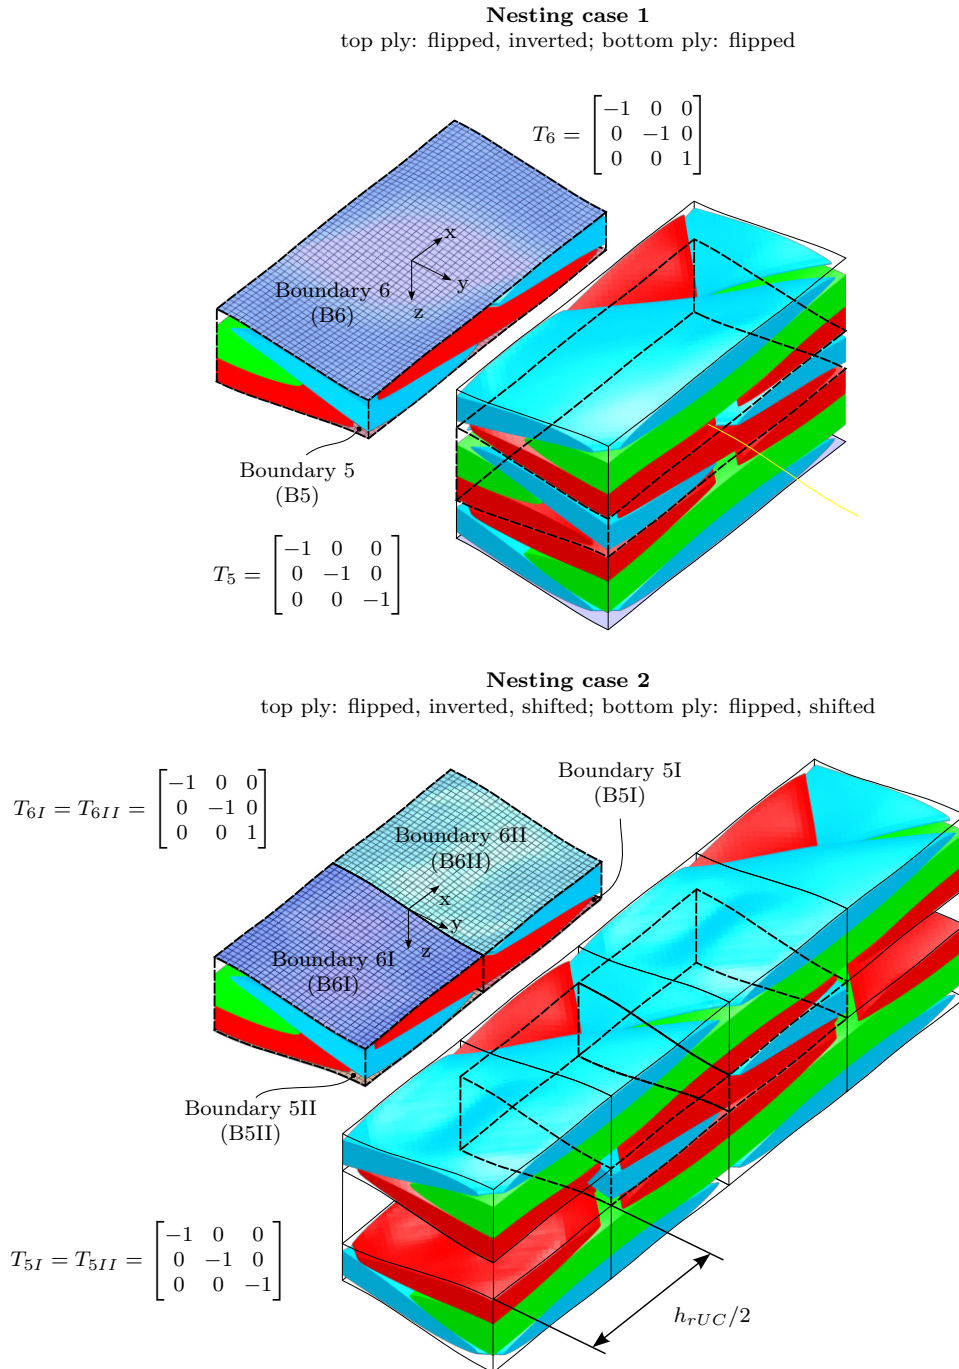 Nesting case 1
top ply: flipped, inverted; bottom ply: flipped
T6 = [−1 0 0
0 −1 0
0 0 1]
x
y
z
Boundary 6
(B6)
Boundary 5
(B5)
T5 = [−1 0 0
0 −1 0
0 0 −1]
Nesting case 2
top ply: flipped, inverted, shifted; bottom ply: flipped, shifted
Boundary 5I
(B5I)
T6I = T6II = [−1 0 0
0 −1 0
0 0 1]
Boundary 6II
(B6II)
x
y
z
Boundary 6I
(B6I)
Boundary 5II
(B5II)
T5I = T5II = [−1 0 0
0 −1 0
0 0 −1]
hrUC/2